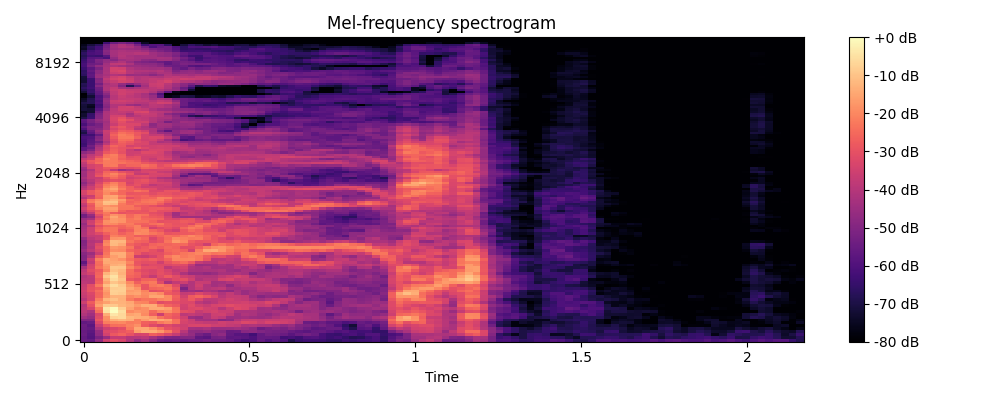 Mel-frequency spectrogram
8192
4096
2048
1024
512
0
Hz
0
0.5
1
1.5
2
Time
+0 dB
-10 dB
-20 dB
-30 dB
-40 dB
-50 dB
-60 dB
-70 dB
-80 dB